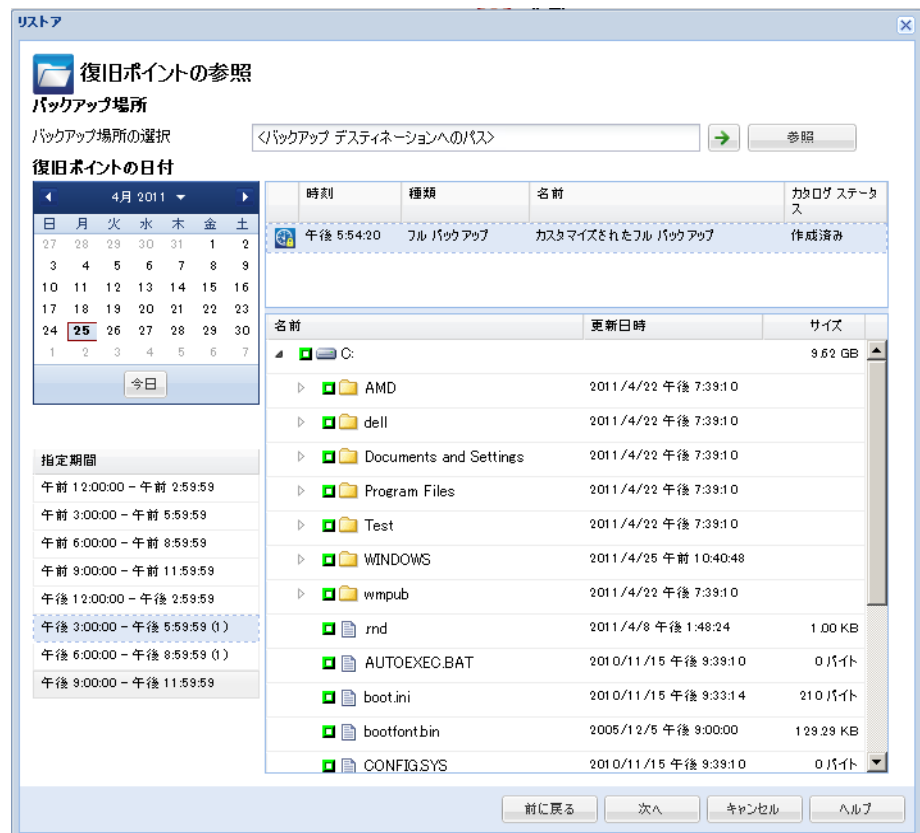 リストア
復旧ポイントの参照
バックアップ場所
バックアップ場所の選択 <バックアップ デスティネーションへのパス> 参照
復旧ポイントの日付
4月 2011
日 月 火 水 木 金 土
27 28 29 30 31 1 2
3 4 5 6 7 8 9
10 11 12 13 14 15 16
17 18 19 20 21 22 23
24 25 26 27 28 29 30
1 2 3 4 5 6 7
今日
指定期間
午前 12:00:00 – 午前 2:59:59
午前 3:00:00 – 午前 5:59:59
午前 6:00:00 – 午前 8:59:59
午前 9:00:00 – 午前 11:59:59
午後 12:00:00 – 午後 2:59:59
午後 3:00:00 – 午後 5:59:59 (1)
午後 6:00:00 – 午後 8:59:59 (1)
午後 9:00:00 – 午後 11:59:59
時刻 種類 名前 カタログ ステータス
午後 5:54:20 フル バックアップ カスタマイズされたフル バックアップ 作成済み
名前 更新日時 サイズ
C: 9.62 GB
AMD 2011/4/22 午後 7:39:10
dell 2011/4/22 午後 7:39:10
Documents and Settings 2011/4/22 午後 7:39:10
Program Files 2011/4/22 午後 7:39:10
Test 2011/4/22 午後 7:39:10
WINDOWS 2011/4/25 午前 10:40:48
wmpub 2011/4/22 午後 7:39:10
.rnd 2011/4/8 午後 1:48:24 1.00 KB
AUTOEXEC.BAT 2010/11/15 午後 9:39:10 0 バイト
boot.ini 2010/11/15 午後 9:33:14 210 バイト
bootfont.bin 2005/12/5 午後 9:00:00 129.29 KB
CONFIG.SYS 2010/11/15 午後 9:39:10 0 バイト
前に戻る 次へ キャンセル ヘルプ